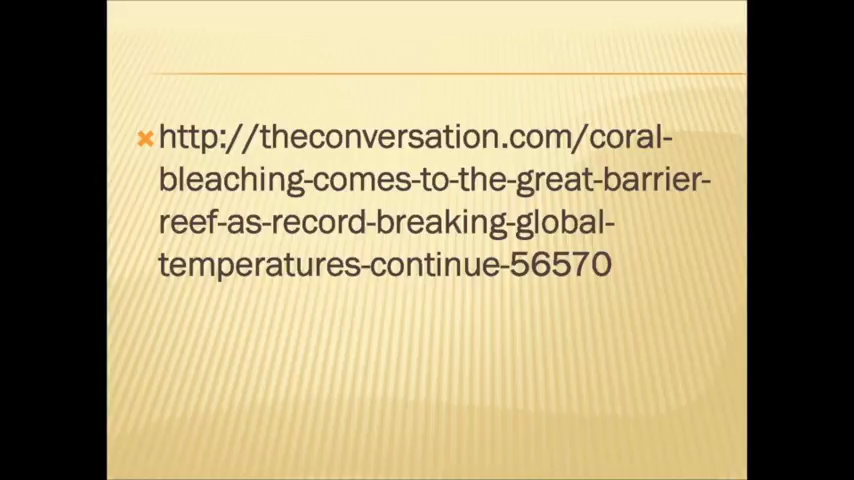 http://theconversation.com/coral-
bleaching-comes-to-the-great-barrier-
reef-as-record-breaking-global-
temperatures-continue-56570